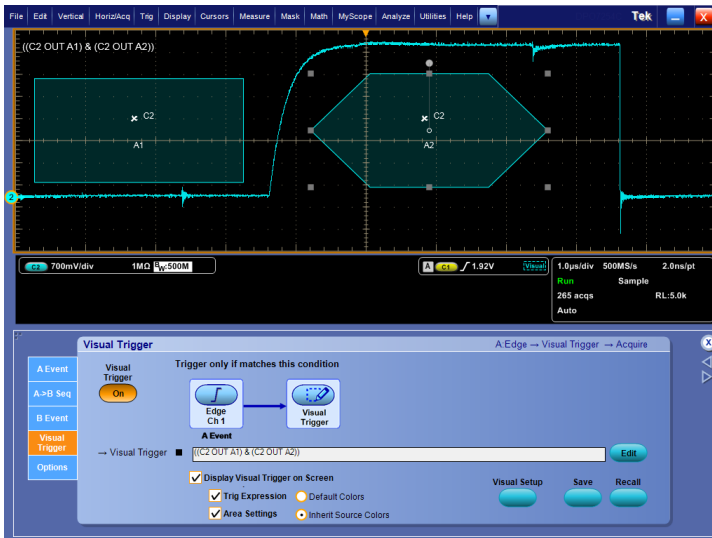 File Edit Vertical Horiz/Acq Trig Display Cursors Measure Mask Math MyScope Analyze Utilities Help Tek X
((C2 OUT A1) & (C2 OUT A2))
C2 C2
A1 A2
2
C2 700mV/div 1MΩ BW:500M A C1 1.92V Visual 1.0µs/div 500MS/s 2.0ns/pt
Run Sample
265 acqs RL:5.0k
Auto
Visual Trigger A:Edge → Visual Trigger → Acquire X
A Event Visual Trigger Trigger only if matches this condition
A->B Seq On
B Event Edge Ch 1 Visual Trigger
A Event
Visual Trigger → Visual Trigger ((C2 OUT A1) & (C2 OUT A2)) Edit
Options Display Visual Trigger on Screen Visual Setup Save Recall
Trig Expression Default Colors
Area Settings Inherit Source Colors